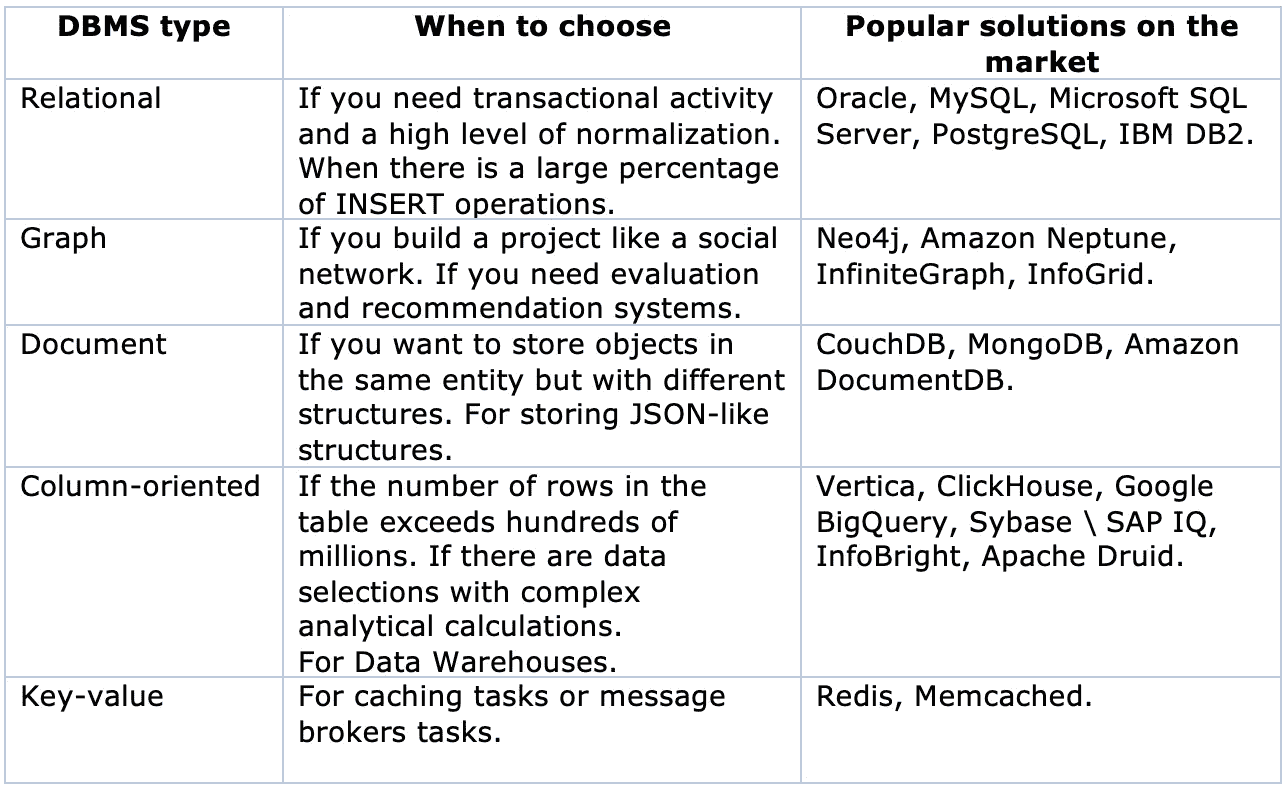 DBMS type
When to choose
Popular solutions on the
market
Relational
If you need transactional activity
and a high level of normalization.
When there is a large percentage
of INSERT operations.
Oracle, MySQL, Microsoft SQL
Server, PostgreSQL, IBM DB2.
Graph
If you build a project like a social
network. If you need evaluation
and recommendation systems.
Neo4j, Amazon Neptune,
InfiniteGraph, InfoGrid.
Document
If you want to store objects in
the same entity but with different
structures. For storing JSON-like
structures.
CouchDB, MongoDB, Amazon
DocumentDB.
Column-oriented
If the number of rows in the
table exceeds hundreds of
millions. If there are data
selections with complex
analytical calculations.
For Data Warehouses.
Vertica, ClickHouse, Google
BigQuery, Sybase \ SAP IQ,
InfoBright, Apache Druid.
Key-value
For caching tasks or message
brokers tasks.
Redis, Memcached.